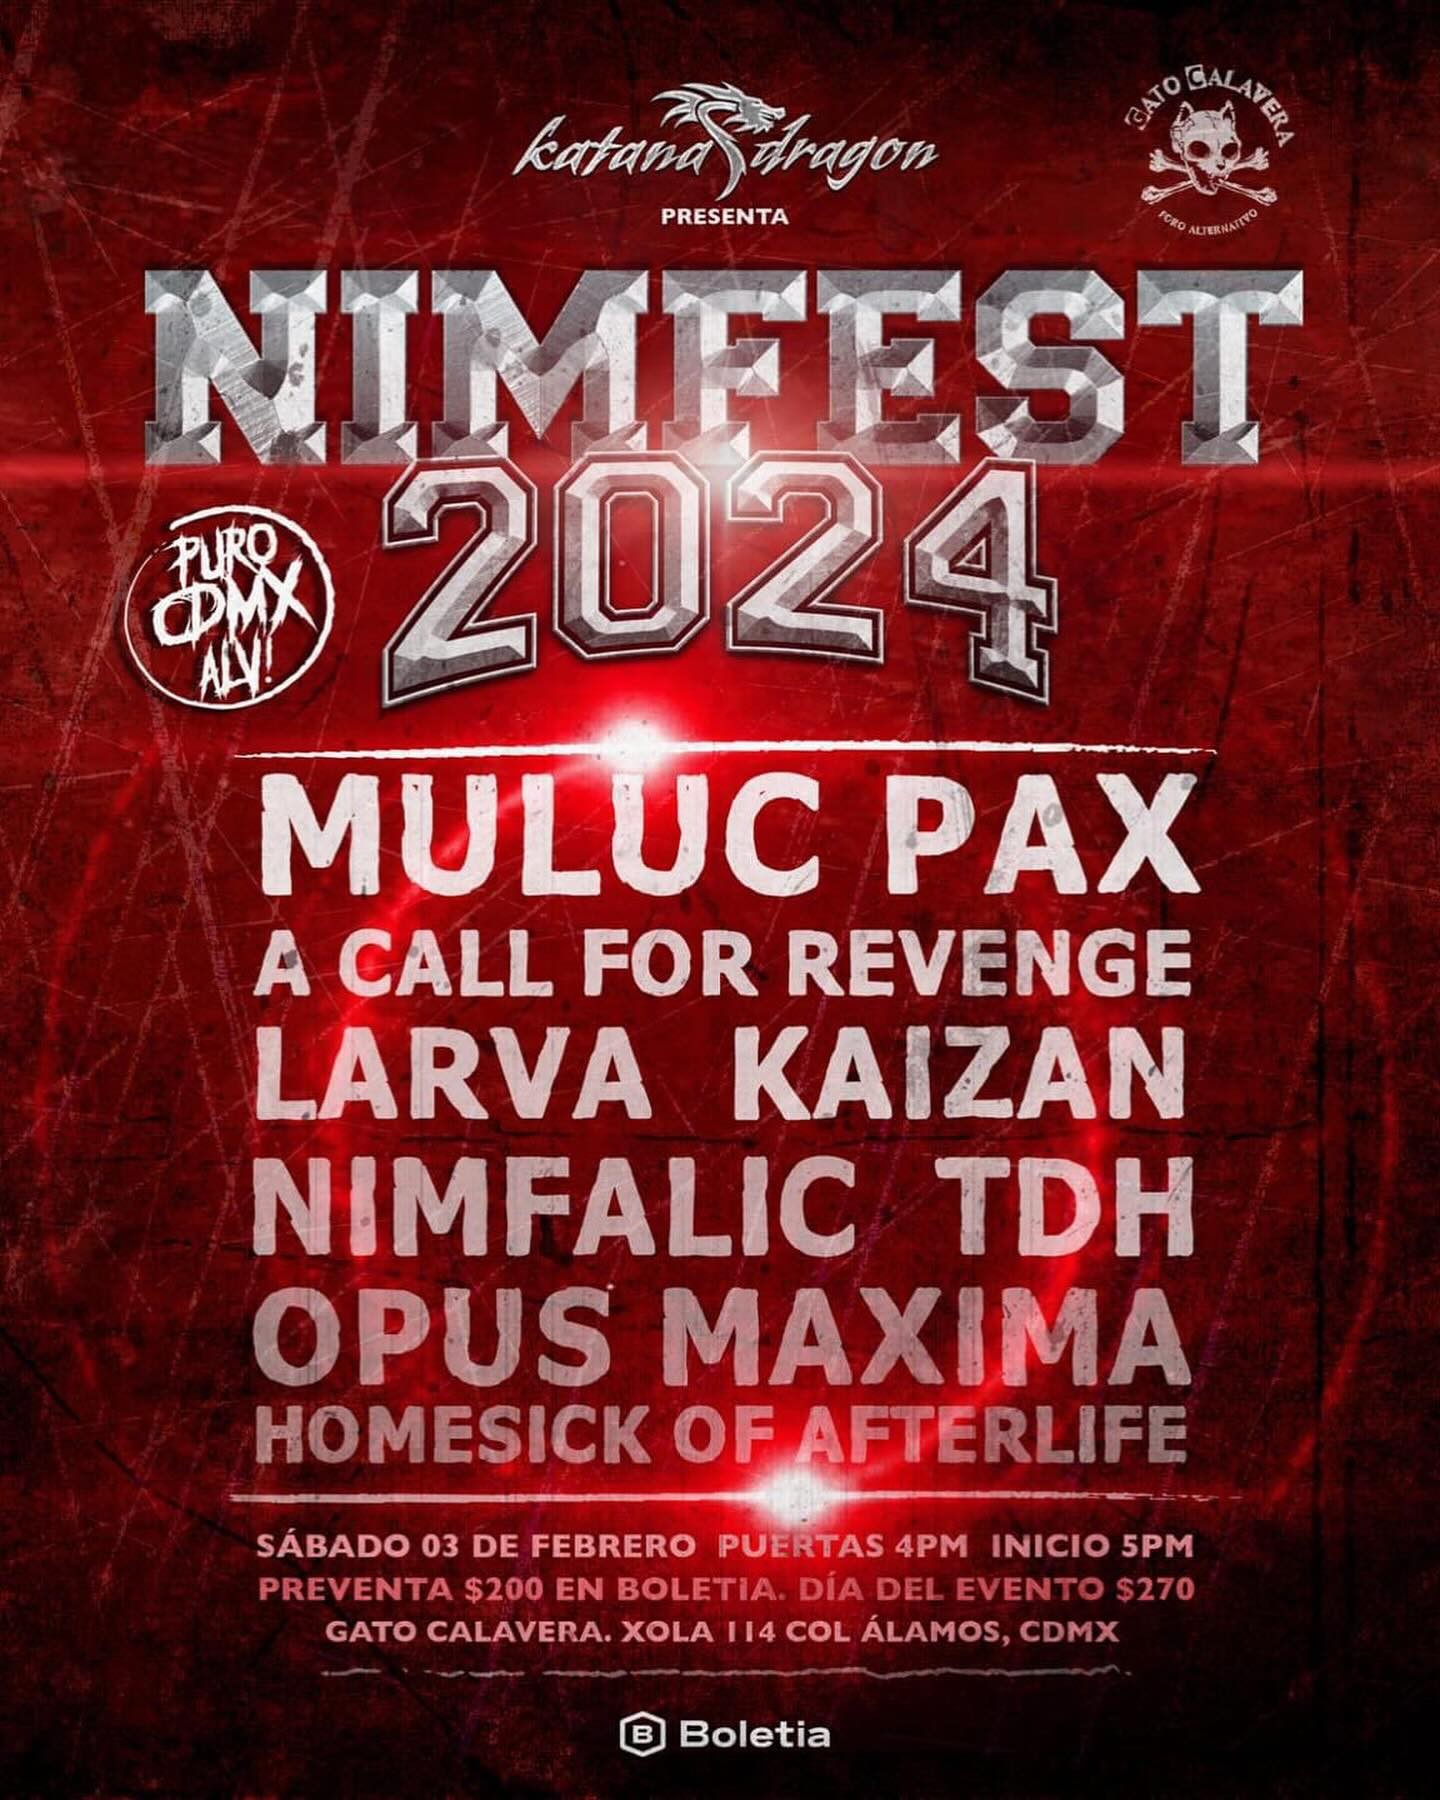 katana dragon
GATO CALAVERA
FORO ALTERNATIVO
PRESENTA
NIMFEST
2024
PURO
CDMX
ALV!
MULUC PAX
A CALL FOR REVENGE
LARVA KAIZAN
NIMFALIC TDH
OPUS MAXIMA
HOMESICK OF AFTERLIFE
SÁBADO 03 DE FEBRERO PUERTAS 4PM INICIO 5PM
PREVENTA $200 EN BOLETIA. DÍA DEL EVENTO $270
GATO CALAVERA. XOLA 114 COL ÁLAMOS, CDMX
B Boletia